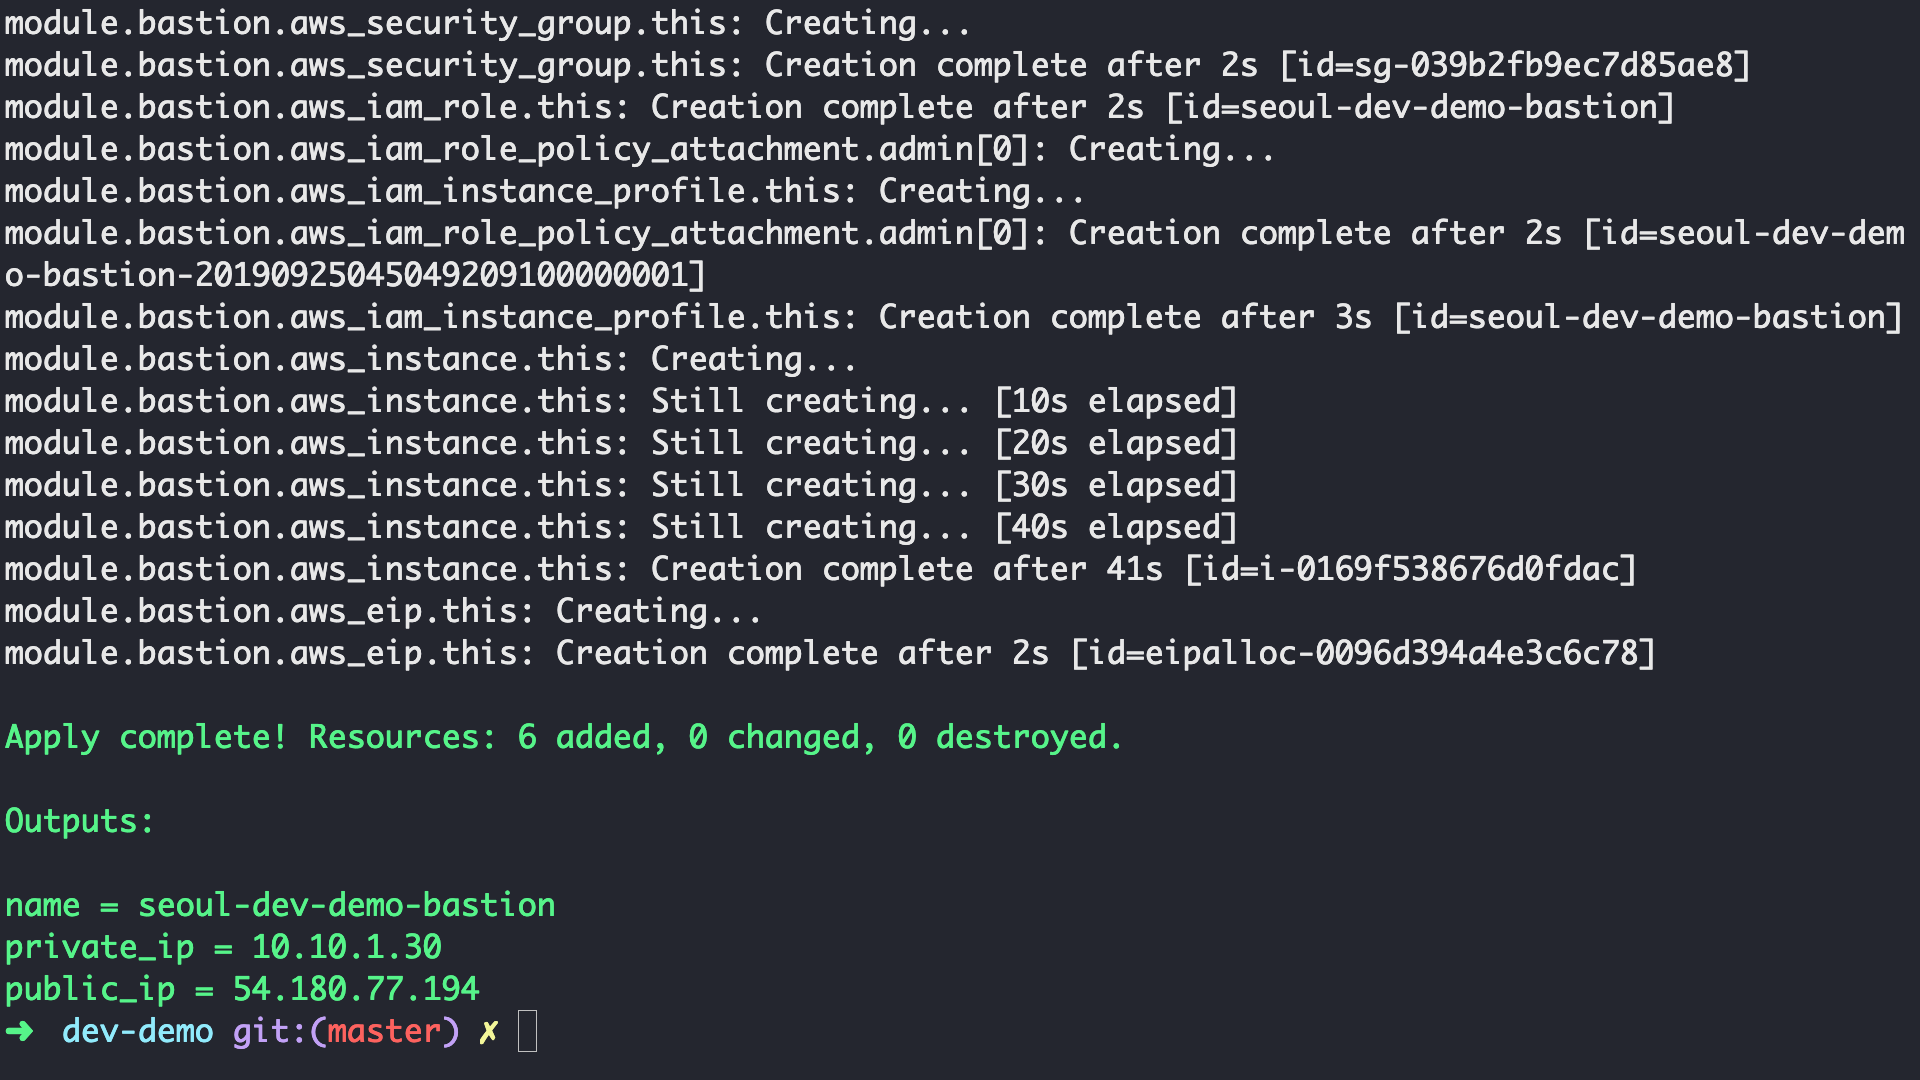 module.bastion.aws_security_group.this: Creating...
module.bastion.aws_security_group.this: Creation complete after 2s [id=sg-039b2fb9ec7d85ae8]
module.bastion.aws_iam_role.this: Creation complete after 2s [id=seoul-dev-demo-bastion]
module.bastion.aws_iam_role_policy_attachment.admin[0]: Creating...
module.bastion.aws_iam_instance_profile.this: Creating...
module.bastion.aws_iam_role_policy_attachment.admin[0]: Creation complete after 2s [id=seoul-dev-dem
o-bastion-20190925045049209100000001]
module.bastion.aws_iam_instance_profile.this: Creation complete after 3s [id=seoul-dev-demo-bastion]
module.bastion.aws_instance.this: Creating...
module.bastion.aws_instance.this: Still creating... [10s elapsed]
module.bastion.aws_instance.this: Still creating... [20s elapsed]
module.bastion.aws_instance.this: Still creating... [30s elapsed]
module.bastion.aws_instance.this: Still creating... [40s elapsed]
module.bastion.aws_instance.this: Creation complete after 41s [id=i-0169f538676d0fdac]
module.bastion.aws_eip.this: Creating...
module.bastion.aws_eip.this: Creation complete after 2s [id=eipalloc-0096d394a4e3c6c78]
Apply complete! Resources: 6 added, 0 changed, 0 destroyed.
Outputs:
name = seoul-dev-demo-bastion
private_ip = 10.10.1.30
public_ip = 54.180.77.194
➜  dev-demo git:(master) ✗